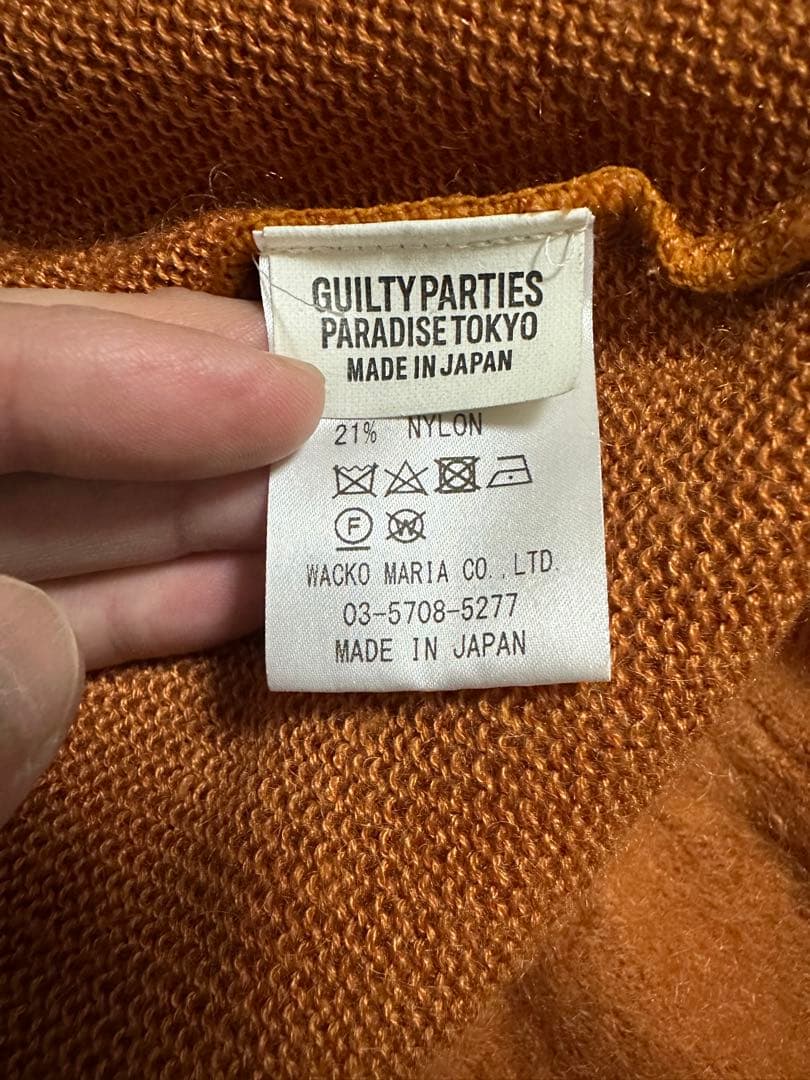 GUILTY PARTIES
PARADISE TOKYO
MADE IN JAPAN
21% NYLON
F W
WACKO MARIA CO.,LTD.
03-5708-5277
MADE IN JAPAN